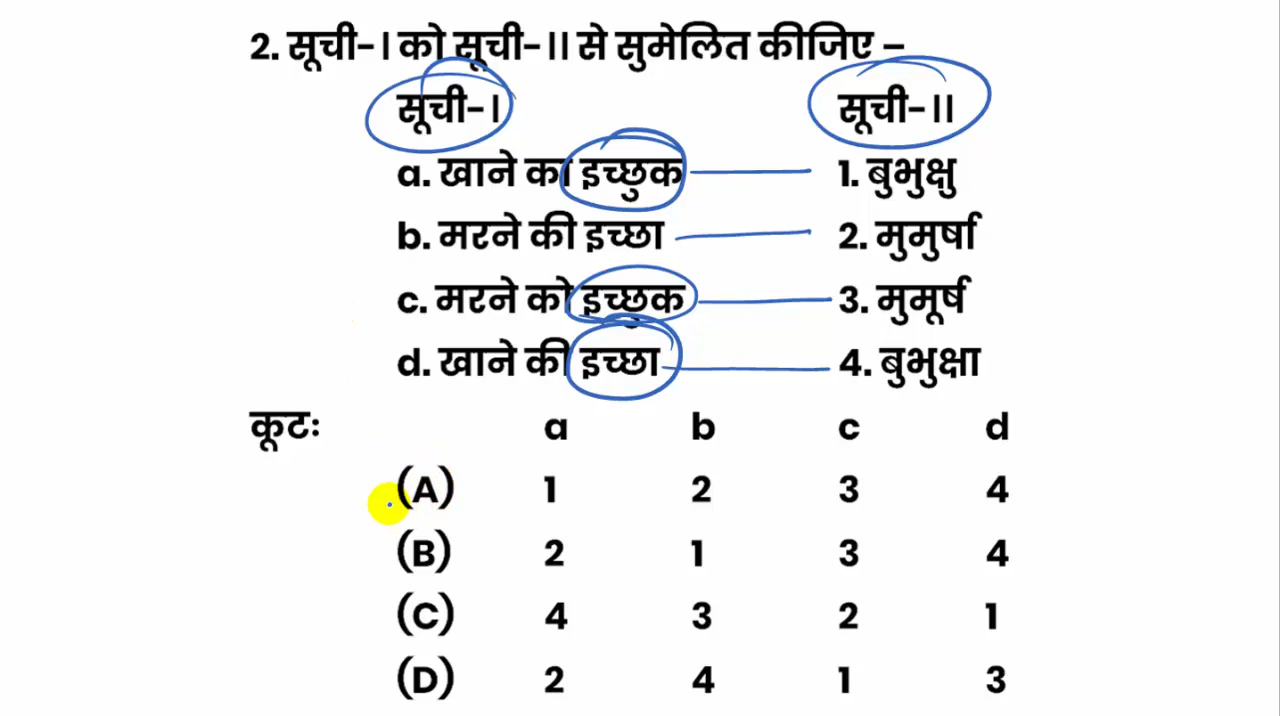 2. सूची-I को सूची-II से सुमेलित कीजिए –
सूची-I सूची-II
a. खाने का इच्छुक 1. बुभुक्षु
b. मरने की इच्छा 2. मुमुर्षा
c. मरने को इच्छुक 3. मुमूर्ष
d. खाने की इच्छा 4. बुभुक्षा
कूटः a b c d
(A) 1 2 3 4
(B) 2 1 3 4
(C) 4 3 2 1
(D) 2 4 1 3